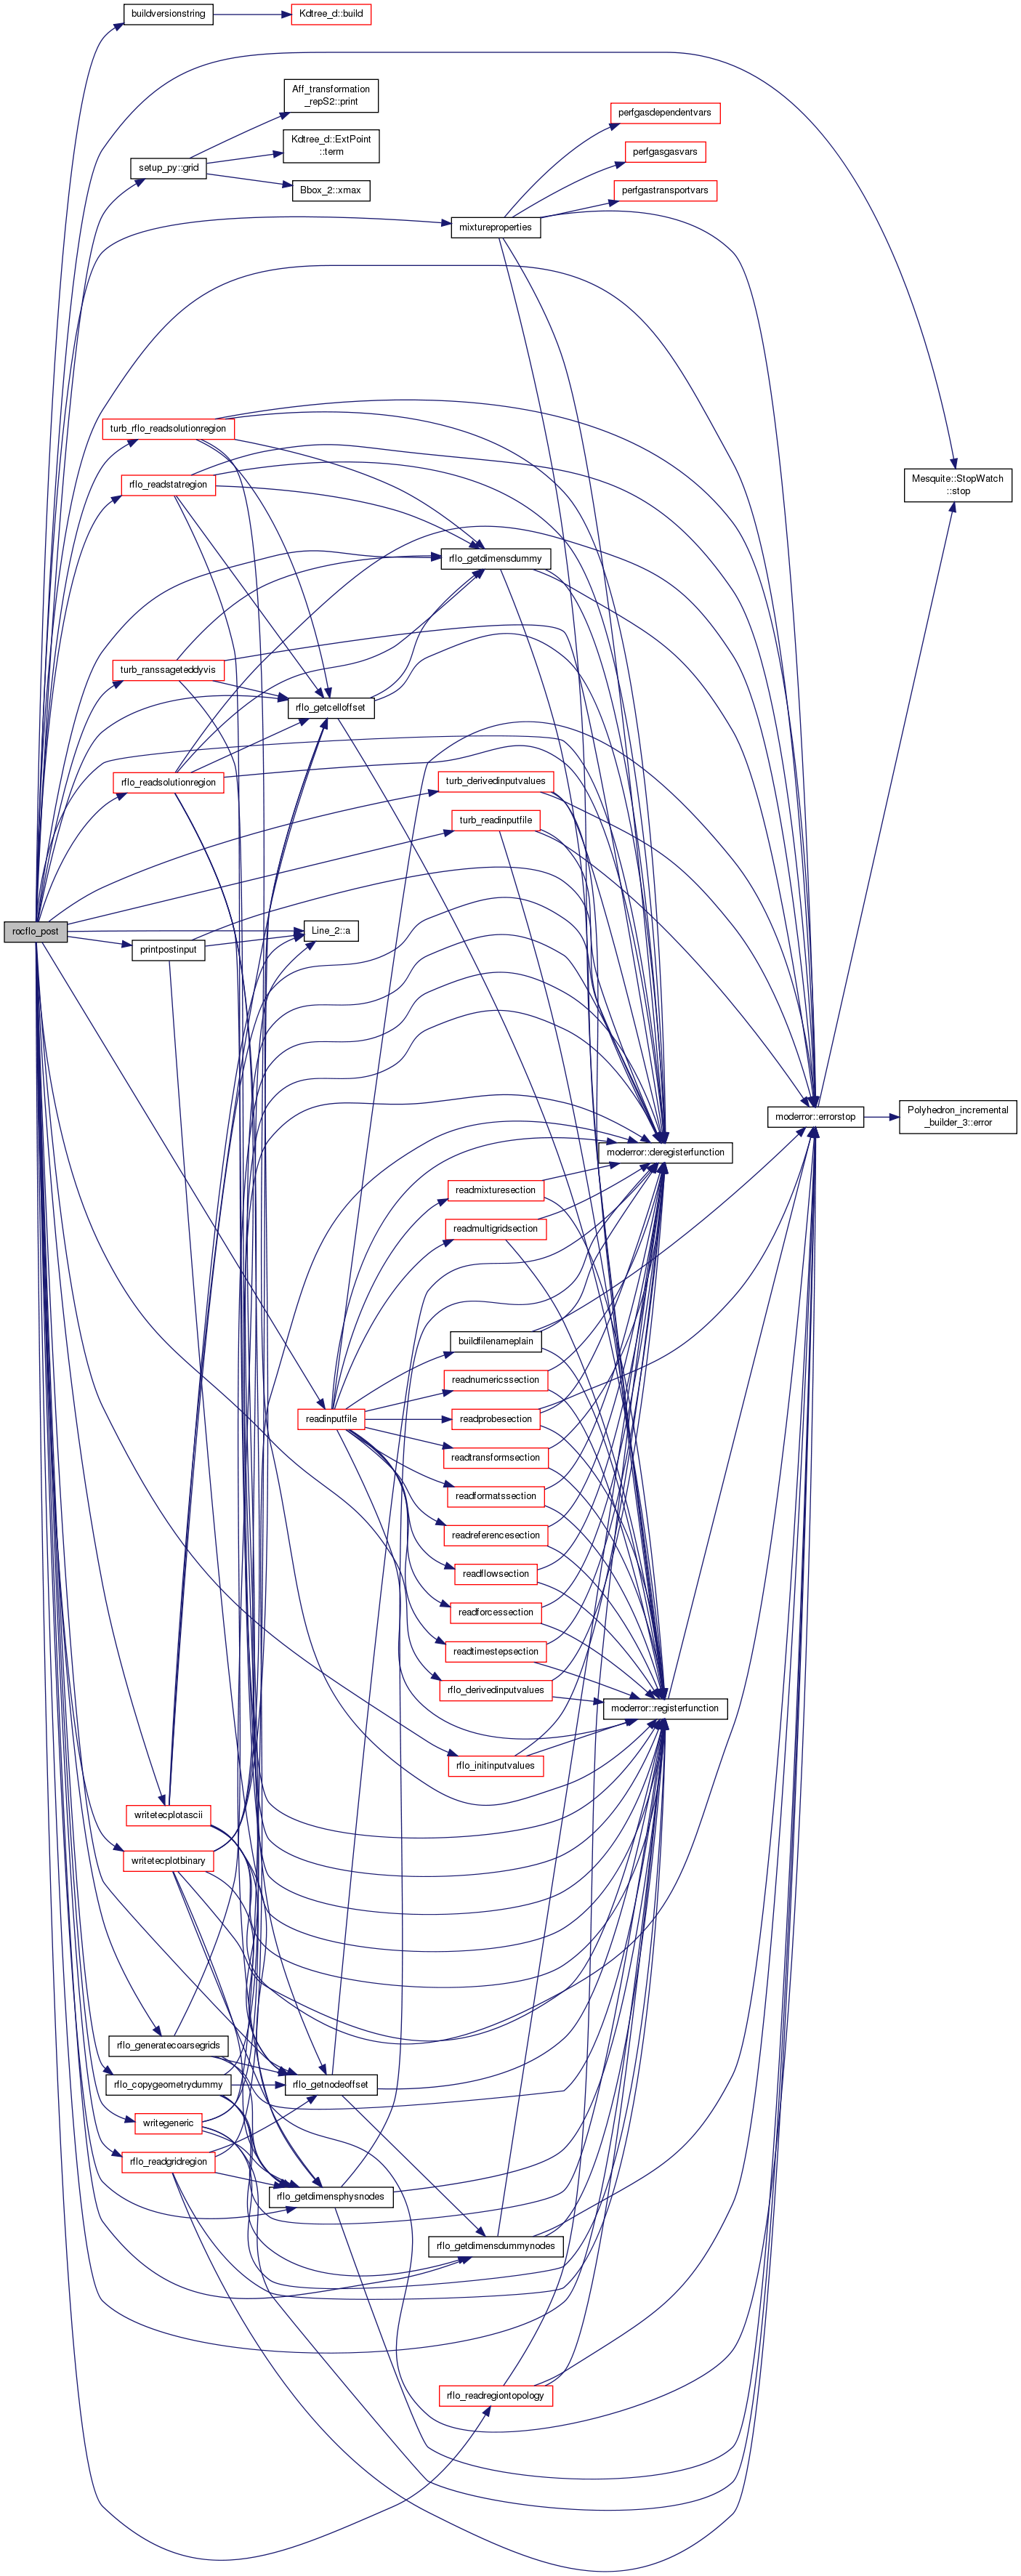 buildversionstring
Kdtree_d::build
Aff_transformation
_repS2::print
perfgasdependentvars
Kdtree_d::ExtPoint
::term
perfgasgasvars
setup_py::grid
Bbox_2::xmax
perfgastransportvars
mixtureproperties
turb_rflo_readsolutionregion
rflo_readstatregion
Mesquite::StopWatch
::stop
rflo_getdimensdummy
turb_ranssageteddyvis
rflo_getcelloffset
rflo_readsolutionregion
turb_derivedinputvalues
turb_readinputfile
rocflo_post
Line_2::a
printpostinput
moderror::errorstop
Polyhedron_incremental
_builder_3::error
moderror::deregisterfunction
readmixturesection
readmultigridsection
buildfilenameplain
readnumericssection
readinputfile
readprobesection
readtransformsection
readformatssection
readreferencesection
readflowsection
readforcessection
readtimestepsection
rflo_derivedinputvalues
moderror::registerfunction
rflo_initinputvalues
writetecplotascii
writetecplotbinary
rflo_generatecoarsegrids
rflo_copygeometrydummy
rflo_getnodeoffset
writegeneric
rflo_readgridregion
rflo_getdimensphysnodes
rflo_getdimensdummynodes
rflo_readregiontopology